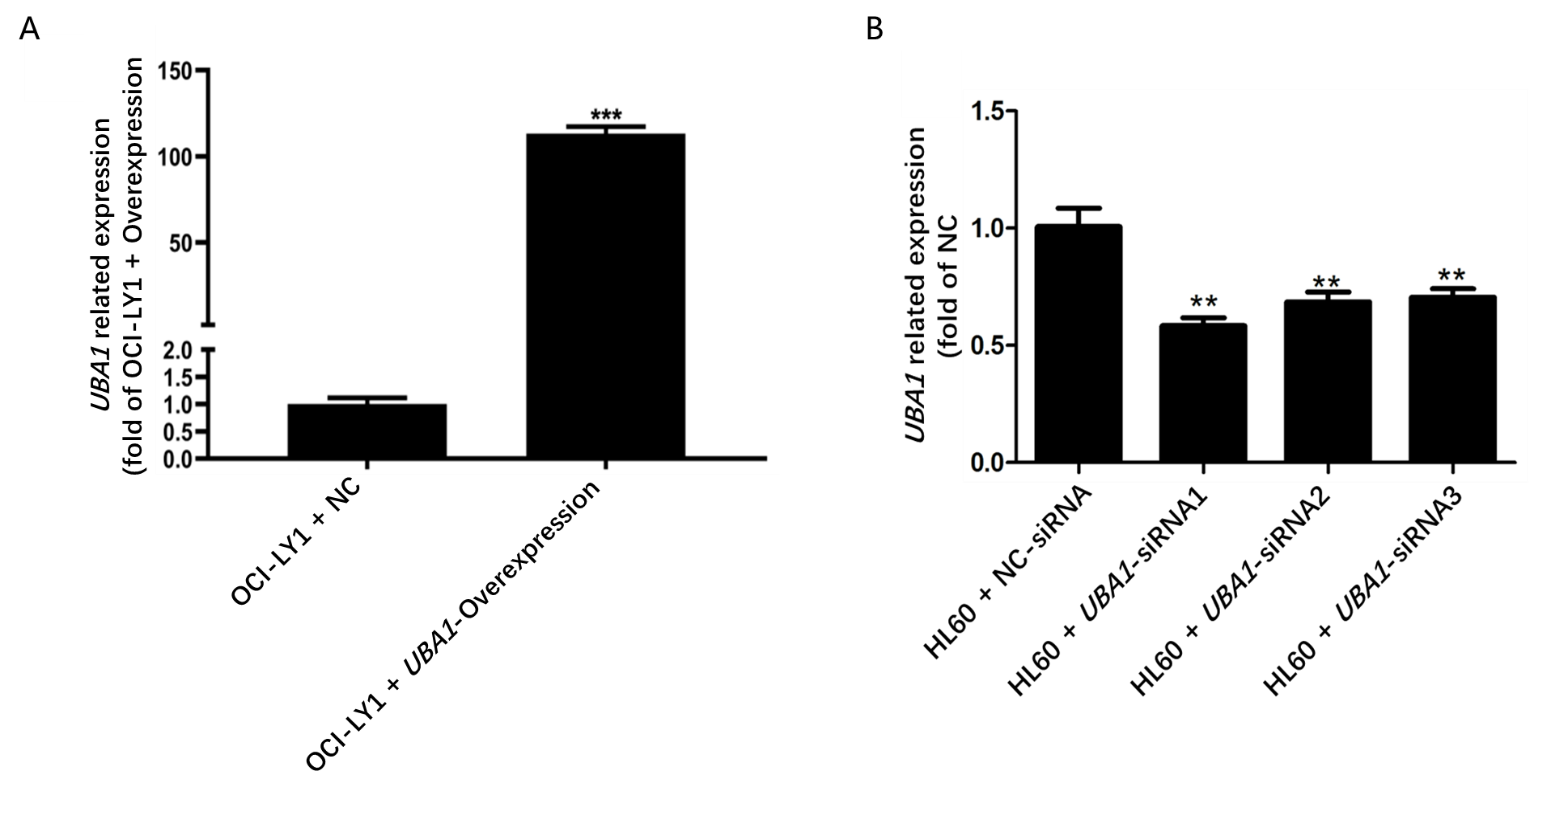 A
UBA1 related expression
(fold of OCI-LY1 + Overexpression
150
100
50
2.0
1.5
1.0
0.5
0.0
***
OCI-LY1 + NC
OCI-LY1 + UBA1-Overexpression
B
UBA1 related expression
(fold of NC
1.5
1.0
0.5
0.0
**
**
**
HL60 + NC-siRNA
HL60 + UBA1-siRNA1
HL60 + UBA1-siRNA2
HL60 + UBA1-siRNA3